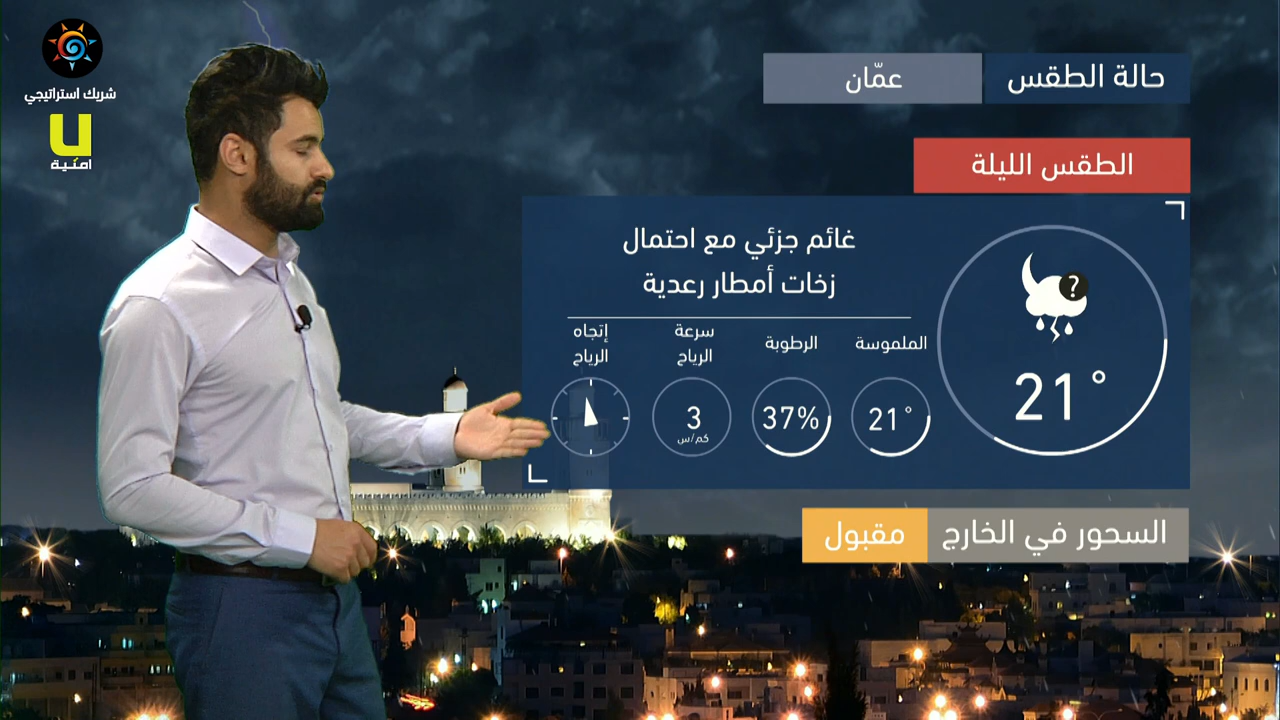 شريك استراتيجي
U
امنية
حالة الطقس
عمّان
الطقس الليلة
غائم جزئي مع احتمال
زخات أمطار رعدية
?
21°
الملموسة
21°
الرطوبة
37%
سرعة
الرياح
3
كم/س
إتجاه
الرياح
السحور في الخارج
مقبول